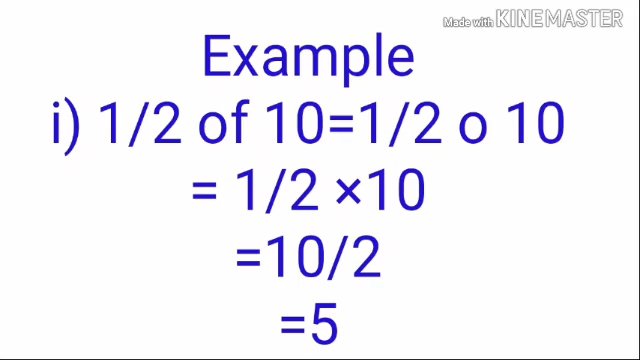 Made with KINEMASTER
Example
i) 1/2 of 10=1/2 o 10
= 1/2 ×10
=10/2
=5